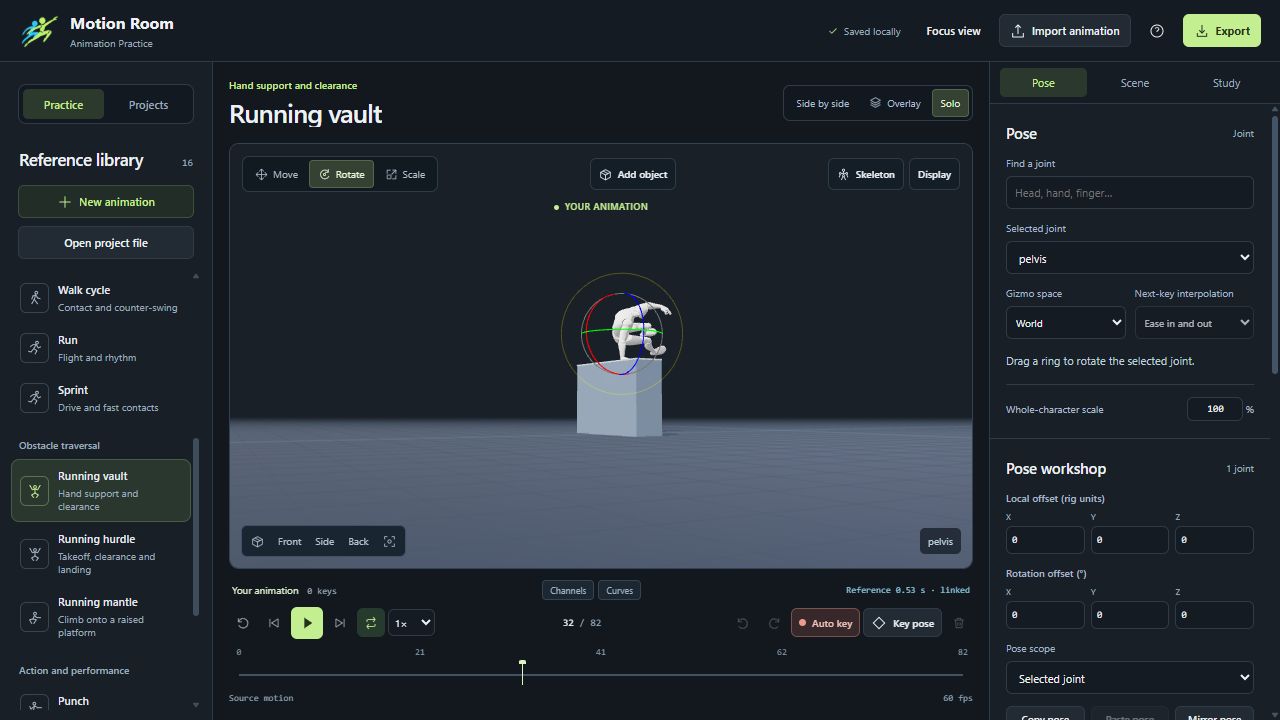 Motion Room
Animation Practice
Saved locally
Focus view
Import animation
Export
Practice
Projects
Reference library
16
New animation
Open project file
Walk cycle
Contact and counter-swing
Run
Flight and rhythm
Sprint
Drive and fast contacts
Obstacle traversal
Running vault
Hand support and
clearance
Running hurdle
Takeoff, clearance and
landing
Running mantle
Climb onto a raised
platform
Action and performance
Punch
Hand support and clearance
Running vault
Side by side
Overlay
Solo
Move
Rotate
Scale
Add object
Skeleton
Display
YOUR ANIMATION
Front
Side
Back
pelvis
Your animation
0 keys
Channels
Curves
Reference 0.53 s · linked
1x
32 / 82
Auto key
Key pose
0
21
41
62
82
Source motion
60 fps
Pose
Scene
Study
Pose
Joint
Find a joint
Head, hand, finger...
Selected joint
pelvis
Gizmo space
Next-key interpolation
World
Ease in and out
Drag a ring to rotate the selected joint.
Whole-character scale
100
%
Pose workshop
1 joint
Local offset (rig units)
X
Y
Z
0
0
0
Rotation offset (°)
X
Y
Z
0
0
0
Pose scope
Selected joint
Copy pose
Paste pose
Mirror pose